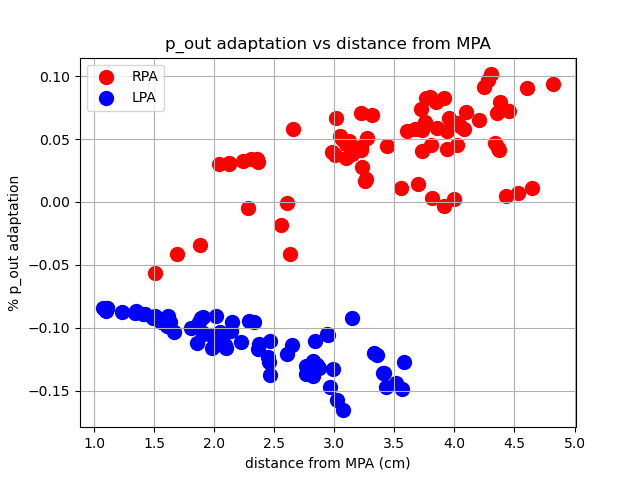 p_out adaptation vs distance from MPA
RPA
LPA
% p_out adaptation
0.10
0.05
0.00
−0.05
−0.10
−0.15
1.0 1.5 2.0 2.5 3.0 3.5 4.0 4.5 5.0
distance from MPA (cm)